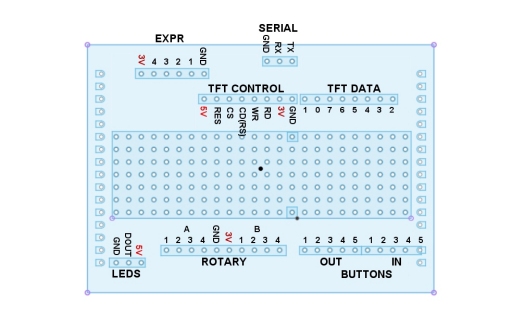 SERIAL
EXPR
GND RX TX
3V 4 3 2 1 GND
TFT CONTROL TFT DATA
5V RES CS CD(RS) WR RD 3V GND 1 0 7 6 5 4 3 2
A B
GND DOUT 5V 1 2 3 4 GND 3V 1 2 3 4 1 2 3 4 5 1 2 3 4 5
LEDS ROTARY OUT IN
BUTTONS